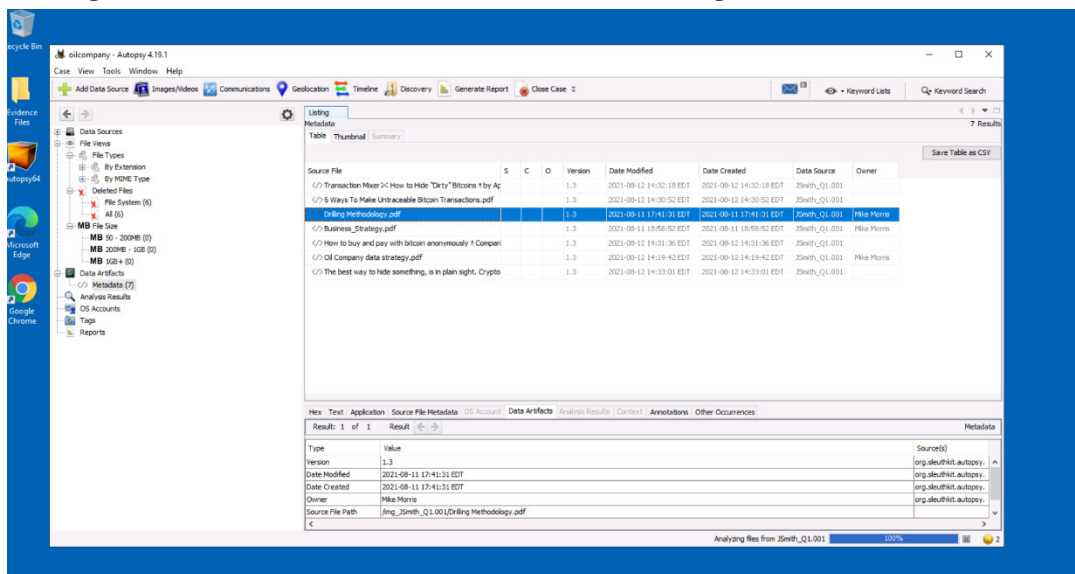 ecycle Bin
Evidence
Files
utopsy64
Microsoft
Edge
Google
Chrome
oilcompany - Autopsy 4.19.1
Case View Tools Window Help
Add Data Source Images/Videos Communications Geolocation Timeline Discovery Generate Report Close Case Keyword Lists Keyword Search
Data Sources
File Views
File Types
By Extension
By MIME Type
Deleted Files
File System (6)
All (6)
MB File Size
MB 50 - 200MB (0)
MB 200MB - 1GB (0)
MB 1GB+ (0)
Data Artifacts
Metadata (7)
Analysis Results
OS Accounts
Tags
Reports
Listing
Metadata
7 Results
Table Thumbnail Summary
Save Table as CSV
Source File S C O Version Date Modified Date Created Data Source Owner
Transaction Mixer How to Hide "Dirty" Bitcoins by Ap 1.3 2021-08-12 14:32:18 EDT 2021-08-12 14:32:18 EDT JSmith_Q1.001
6 Ways To Make Untraceable Bitcoin Transactions.pdf 1.3 2021-08-12 14:30:52 EDT 2021-08-12 14:30:52 EDT JSmith_Q1.001
Drilling Methodology.pdf 1.3 2021-08-11 17:41:31 EDT 2021-08-11 17:41:31 EDT JSmith_Q1.001 Mike Morris
Business_Strategy.pdf 1.3 2021-08-11 18:58:52 EDT 2021-08-11 18:58:52 EDT JSmith_Q1.001 Mike Morris
How to buy and pay with bitcoin anonymously Compari 1.3 2021-08-12 14:31:36 EDT 2021-08-12 14:31:36 EDT JSmith_Q1.001
Oil Company data strategy.pdf 1.3 2021-08-12 14:19:42 EDT 2021-08-12 14:19:42 EDT JSmith_Q1.001 Mike Morris
The best way to hide something, is in plain sight. Crypto 1.3 2021-08-12 14:33:01 EDT 2021-08-12 14:33:01 EDT JSmith_Q1.001
Hex Text Application Source File Metadata OS Account Data Artifacts Analysis Results Context Annotations Other Occurrences
Result: 1 of 1 Result Metadata
Type Value Source(s)
Version 1.3 org.sleuthkit.autopsy.
Date Modified 2021-08-11 17:41:31 EDT org.sleuthkit.autopsy.
Date Created 2021-08-11 17:41:31 EDT org.sleuthkit.autopsy.
Owner Mike Morris org.sleuthkit.autopsy.
Source File Path /img_JSmith_Q1.001/Drilling Methodology.pdf
Analyzing files from JSmith_Q1.001 100% 2